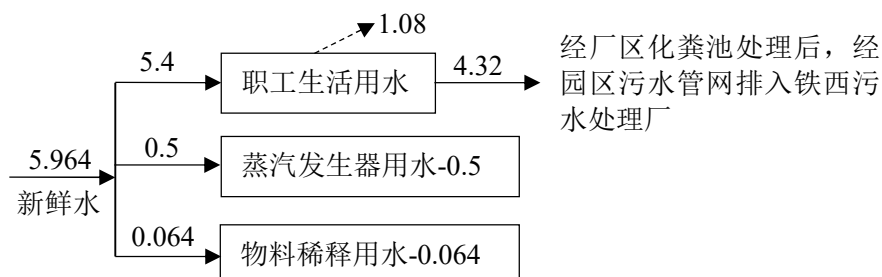 1.08
5.4
职工生活用水
4.32
经厂区化粪池处理后，经
园区污水管网排入铁西污
水处理厂
5.964
新鲜水
0.5
蒸汽发生器用水-0.5
0.064
物料稀释用水-0.064